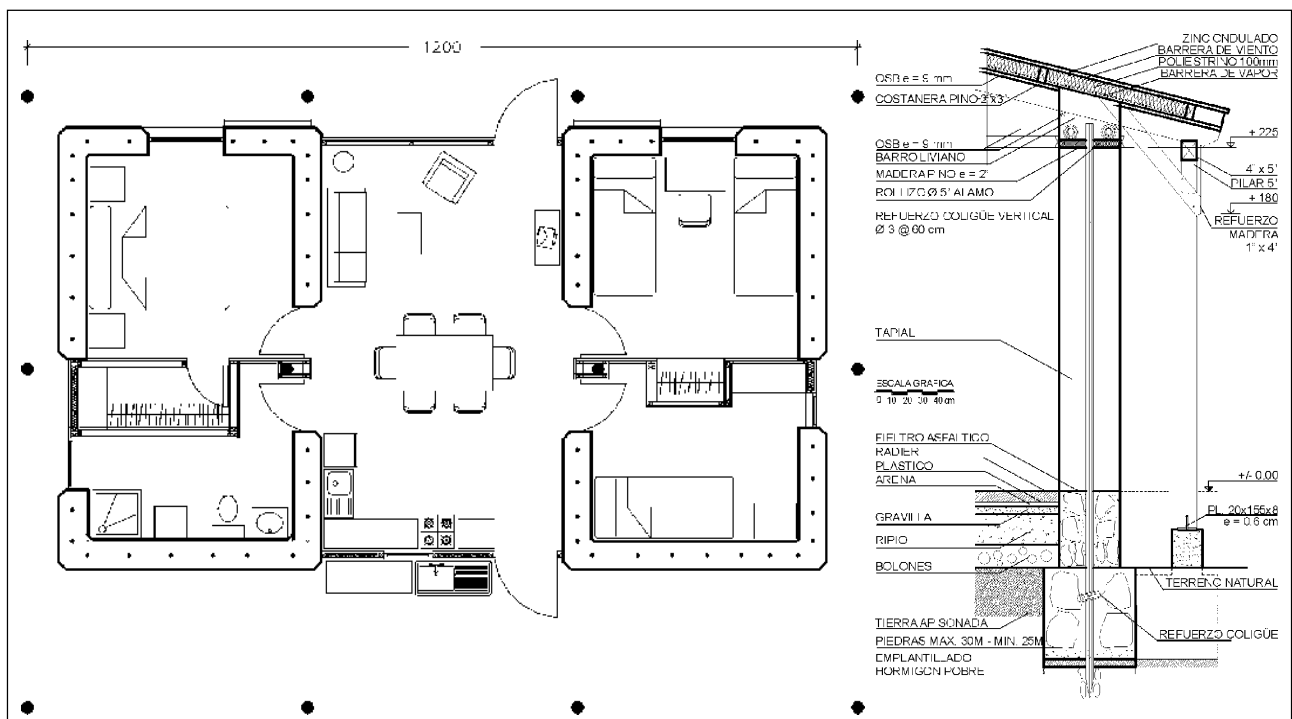 1200
ZINC ONDULADO
BARRERA DE VIENTO
POLIESTRINO 100mm
BARRERA DE VAPOR
OSB e = 9 mm
COSTANERA PINO 3"x3"
+ 225
OSB e = 9 mm
BARRO LIVIANO
MADERA PINO e = 2"
ROLLIZO Ø 5" ALAMO
4" x 5"
PILAR 5"
+ 180
REFUERZO COLIGÜE VERTICAL
Ø 3 @ 60 cm
REFUERZO
MADERA
1" x 4"
TAPIAL
ESCALA GRAFICA
0 10 20 30 40 cm
FIELTRO ASFALTICO
RADIER
PLASTICO
ARENA
+/- 0,00
GRAVILLA
PL. 20x155x8
e = 0.6 cm
RIPIO
BOLONES
TERRENO NATURAL
TIERRA APISONADA
PIEDRAS MAX. 30M - MIN. 25M
REFUERZO COLIGÜE
EMPLANTILLADO
HORMIGON POBRE